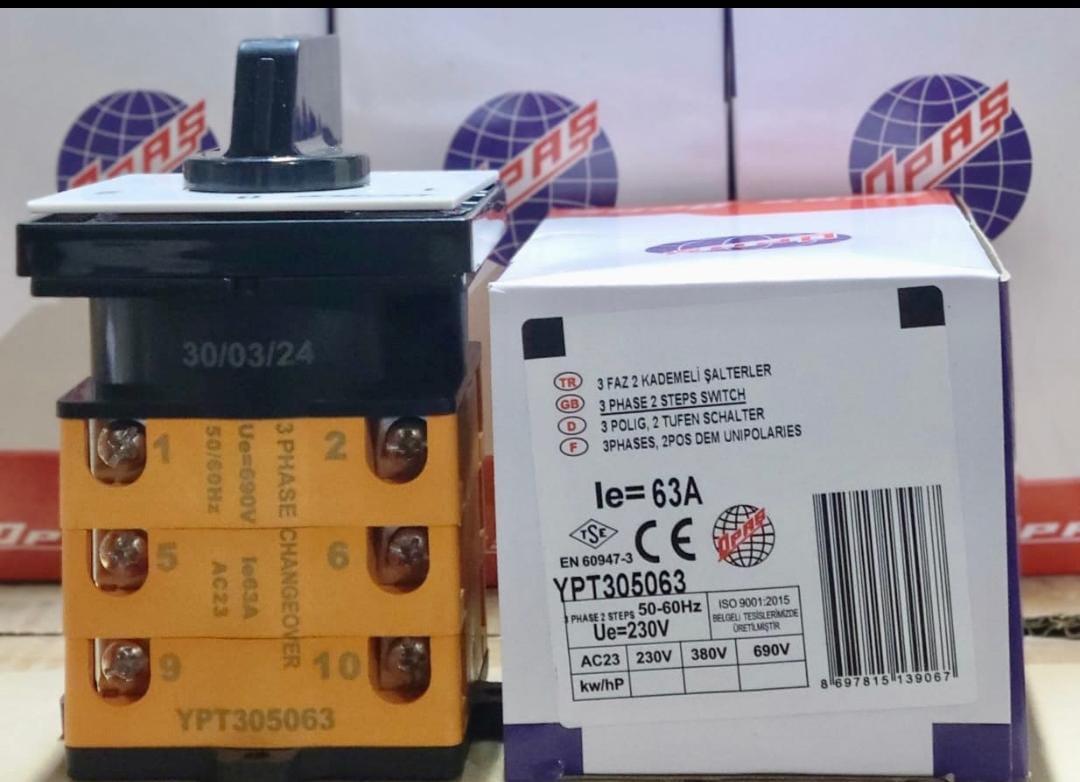 OPAŞ
OPAŞ
OPAŞ
30/03/24
1
2
5
6
9
10
50/60Hz
Ue=690V
3 PHASE CHANGEOVER
AC23
Ie63A
YPT305063
TR 3 FAZ 2 KADEMELİ ŞALTERLER
GB 3 PHASE 2 STEPS SWITCH
D 3 POLIG, 2 TUFEN SCHALTER
F 3PHASES, 2POS DEM UNIPOLARIES
Ie= 63A
TSE
CE
OPAŞ
EN 60947-3
YPT305063
3 PHASE 2 STEPS 50-60Hz
Ue=230V
ISO 9001:2015
BELGELİ TESİSLERİMİZDE
ÜRETİLMİŞTİR
AC23 230V 380V 690V
kw/hP
8 697815 139067